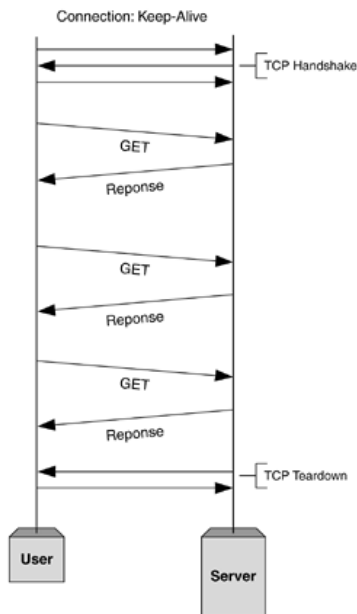 Connection: Keep-Alive
TCP Handshake
GET
Reponse
GET
Reponse
GET
Reponse
TCP Teardown
User
Server